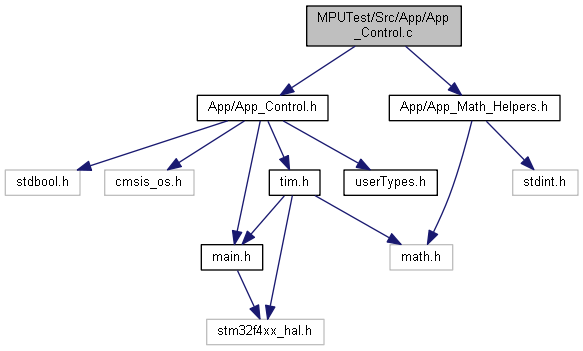 MPUTest/Src/App/App
_Control.c
App/App_Control.h
App/App_Math_Helpers.h
stdbool.h
cmsis_os.h
tim.h
userTypes.h
stdint.h
main.h
math.h
stm32f4xx_hal.h